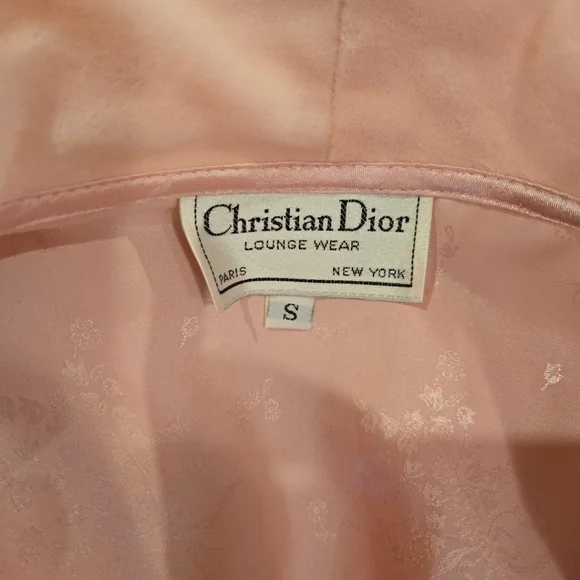 Christian Dior
LOUNGE WEAR
PARIS NEW YORK
S